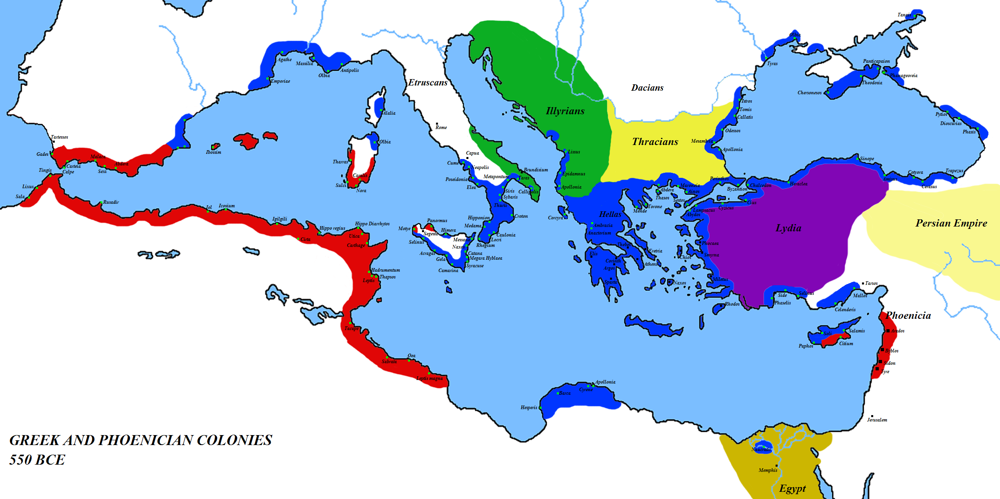 Tanais
Olbia
Tyras
Panticapaion
Phanageoreia
Theodosia
Chersonesos
Agathe
Massilia
Olbia
Antipolis
Emporiae
Etruscans
Dacians
Illyrians
Istros
Tomis
Callatis
Odessos
Mesambria
Apollonia
Pytios
Dioscurias
Phasis
Alalia
Rome
Thracians
Tartessos
Gades
Malaca
Abdera
Carteia
Calpe
Sexi
Tingis
Lixus
Sala
Rusadir
Ibossim
Olbia
Tharras
Caralis
Sulci
Nora
Capua
Cume
Neapolis
Poseidonia
Elea
Metapontum
Brundisium
Taras
Callipolis
Siris
Sybaris
Thurii
Croton
Hipponion
Medama
Caulonia
Locri
Rhegium
Lissus
Epidamnus
Apollonia
Sinope
Amisus
Cotyora
Cerasus
Trapezus
Heraclea
Chalcedon
Byzantion
Perinthos
Maroneia
Ainos
Abdera
Thasos
Sestos
Lampsacus
Abydos
Cyzicus
Cius
Torone
Mende
Hellas
Corcyra
Ambracia
Anactorium
Lydia
Persian Empire
Iol
Icosium
Igilgili
Hippo regius
Hippo Diarrhytos
Utica
Carthage
Cirta
Motye
Panormus
Segesta
Himera
Selinus
Messana
Naxos
Acragas
Catana
Gela
Megara Hyblaea
Syracuse
Camarina
Thebes
Eretria
Elis
Corinth
Argos
Athens
Sparta
Phocaea
Smyrna
Chios
Miletus
Naxos
Rhodos
Hadrumentum
Leptis
Thapsos
Side
Selinus
Phaselis
Tarsos
Mallos
Celenderis
Phoenicia
Arados
Byblos
Sidon
Tyre
Soli
Salamis
Citium
Paphos
Tacape
Sabrata
Oea
Leptis magna
Apollonia
Cyrene
Barca
Hesperis
Jerusalem
Naucratis
Memphis
Egypt
GREEK AND PHOENICIAN COLONIES
550 BCE